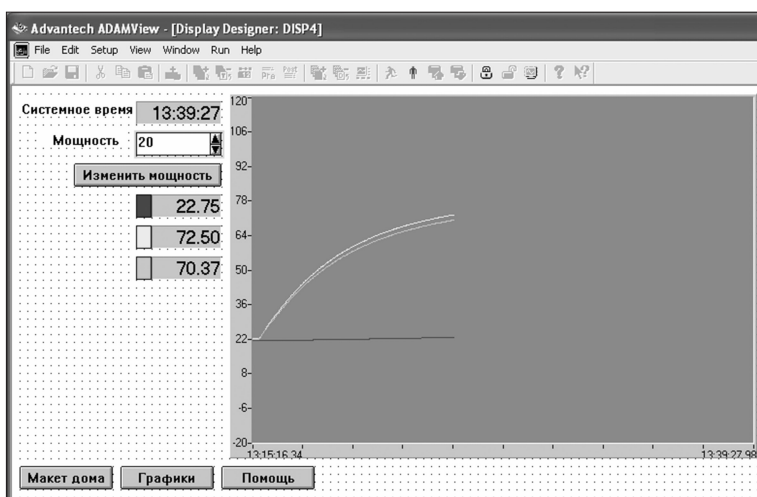 Advantech ADAMView - [Display Designer: DISP4]
File Edit Setup View Window Run Help
Системное время 13:39:27
Мощность 20
Изменить мощность
22.75
72.50
70.37
120
106
92
78
64
50
36
22
8
-6
-20
13:15:16.34 13:39:27.98
Макет дома Графики Помощь